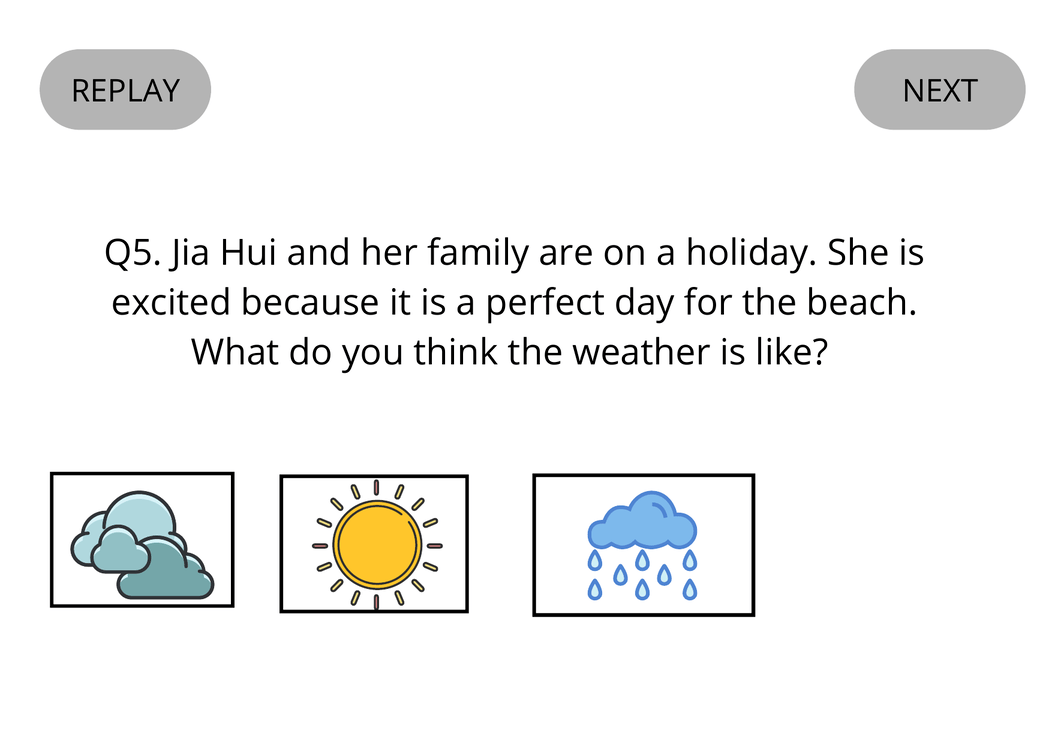 REPLAY
NEXT
Q5. Jia Hui and her family are on a holiday. She is
excited because it is a perfect day for the beach.
What do you think the weather is like?